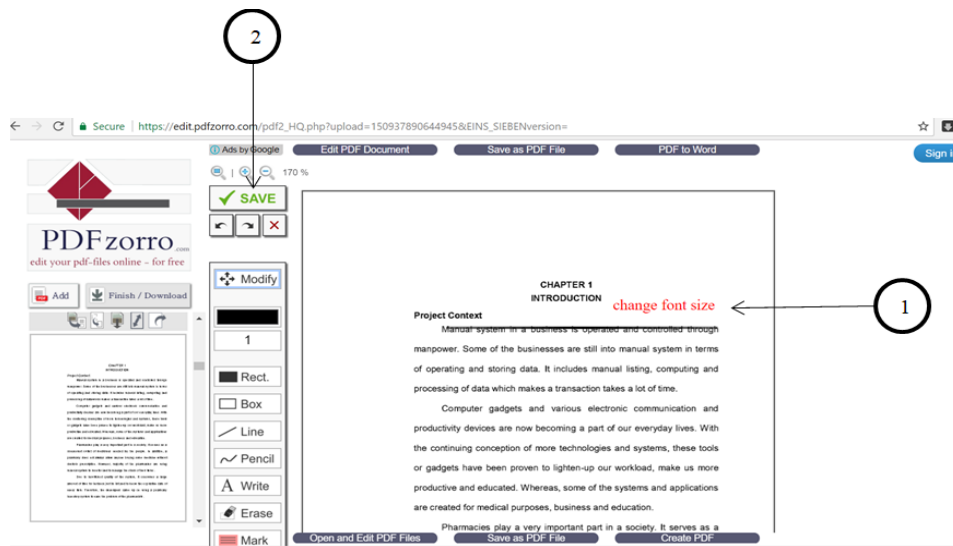 2
Secure | https://edit.pdfzorro.com/pdf2_HQ.php?upload=150937890644945&EINS_SIEBENversion=
Ads by Google
Edit PDF Document
Save as PDF File
PDF to Word
Sign i
170 %
SAVE
PDFzorro.com
edit your pdf-files online - for free
Add
Finish / Download
Modify
1
Rect.
Box
Line
Pencil
Write
Erase
Mark
CHAPTER 1
INTRODUCTION
change font size
1
Project Context
Manual system in a business is operated and controlled through
manpower. Some of the businesses are still into manual system in terms
of operating and storing data. It includes manual listing, computing and
processing of data which makes a transaction takes a lot of time.
Computer gadgets and various electronic communication and
productivity devices are now becoming a part of our everyday lives. With
the continuing conception of more technologies and systems, these tools
or gadgets have been proven to lighten-up our workload, make us more
productive and educated. Whereas, some of the systems and applications
are created for medical purposes, business and education.
Pharmacies play a very important part in a society. It serves as a
Open and Edit PDF Files
Save as PDF File
Create PDF